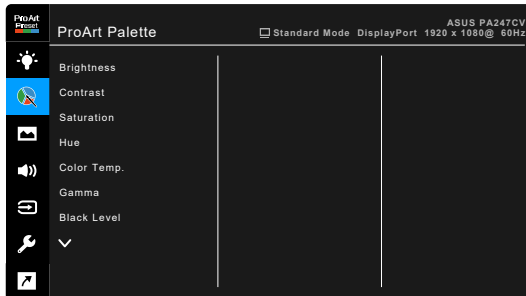 ProArt
Preset
ProArt Palette
ASUS PA247CV
Standard Mode DisplayPort 1920 x 1080@ 60Hz
Brightness
Contrast
Saturation
Hue
Color Temp.
Gamma
Black Level